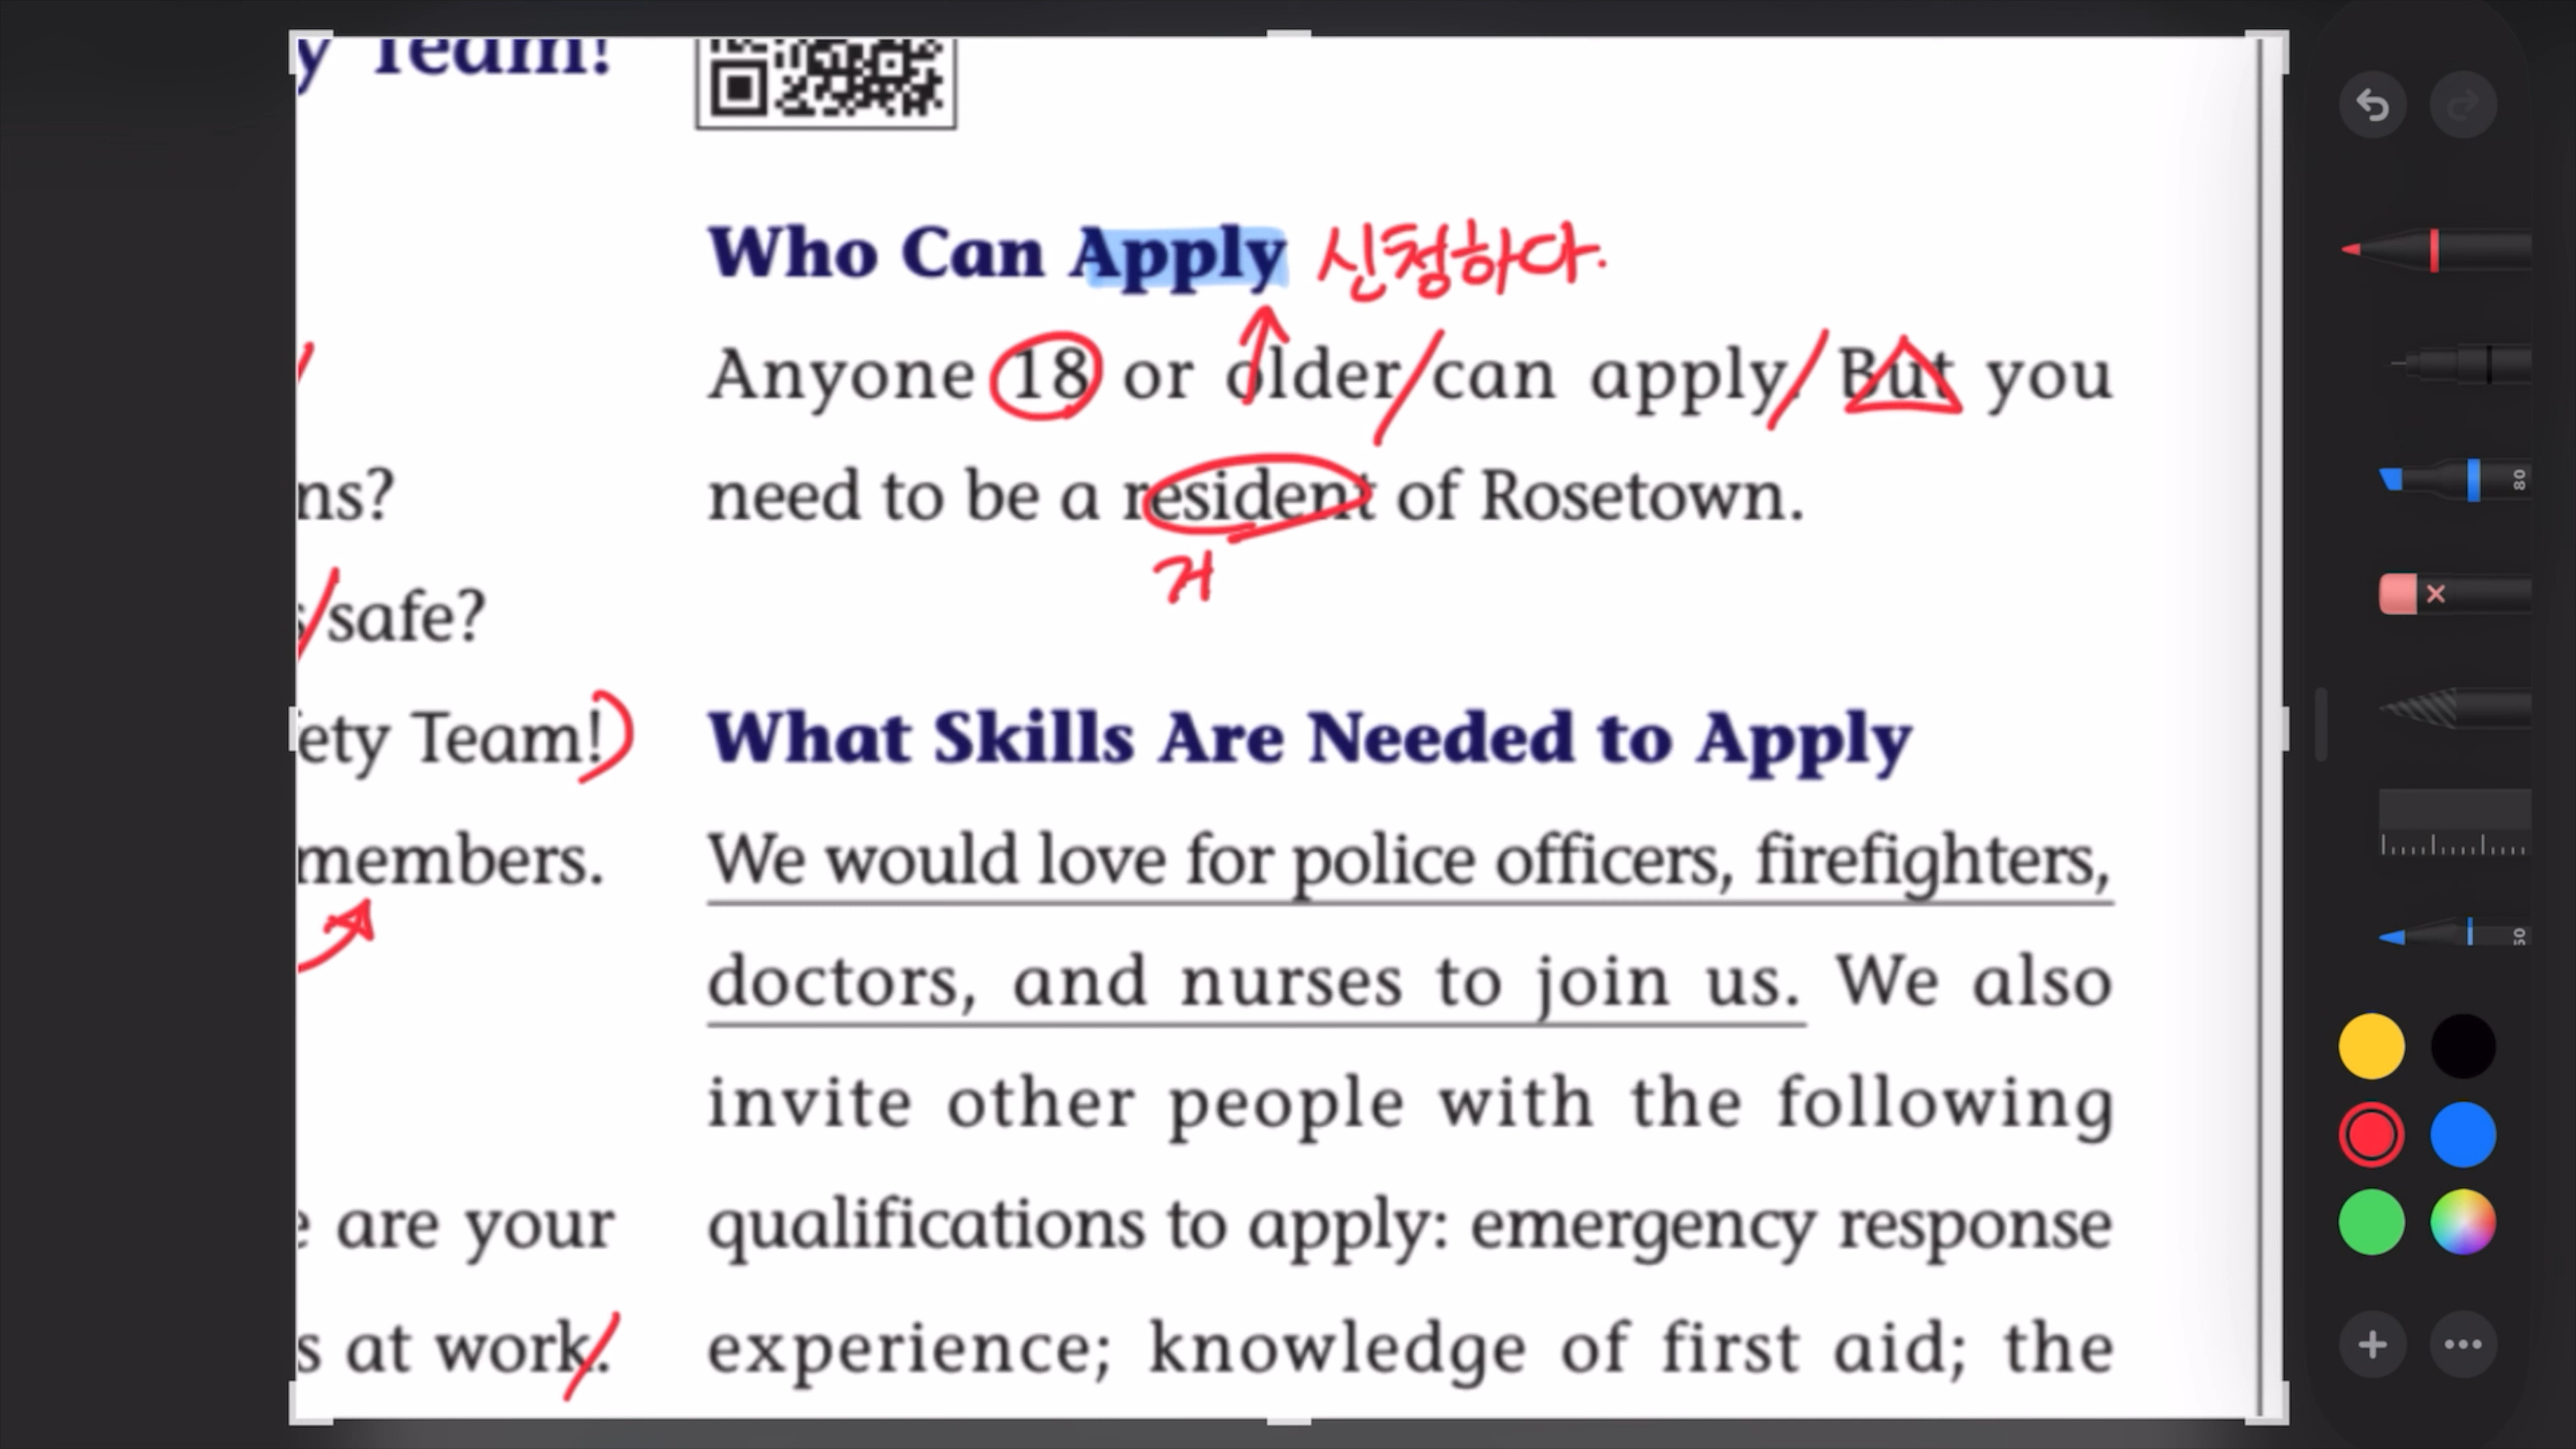 y Team!
ns?
s safe?
ety Team!
members.
e are your
s at work.
Who Can Apply 신청하다.
Anyone 18 or older can apply. But you
need to be a resident of Rosetown.
거
What Skills Are Needed to Apply
We would love for police officers, firefighters,
doctors, and nurses to join us. We also
invite other people with the following
qualifications to apply: emergency response
experience; knowledge of first aid; the
80
50